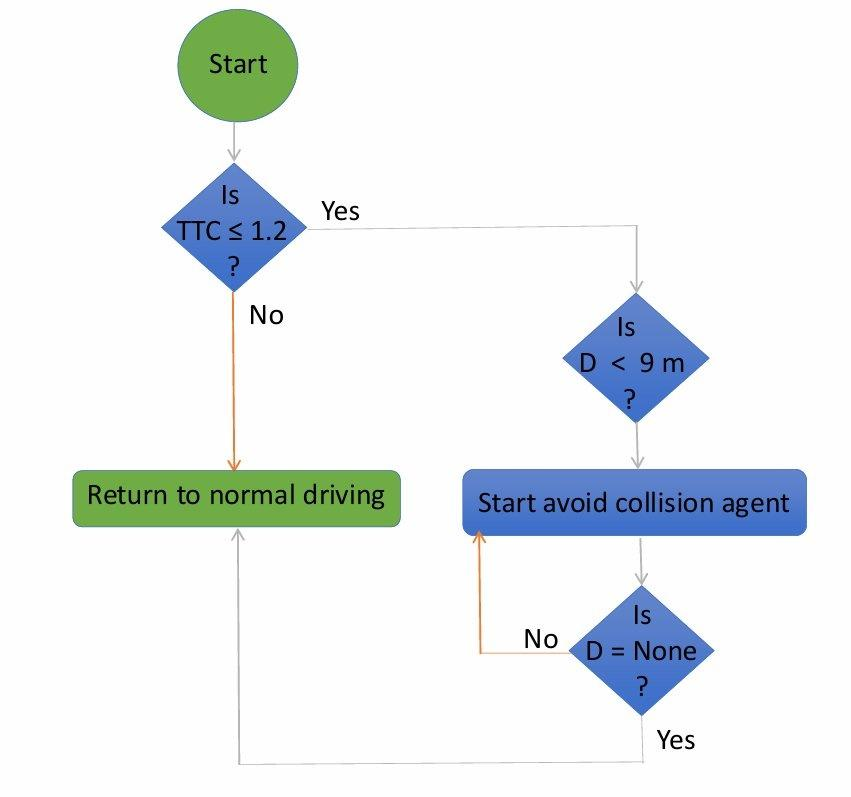 Start
Is
TTC ≤ 1.2
?
Yes
No
Is
D < 9 m
?
Return to normal driving
Start avoid collision agent
Is
D = None
?
No
Yes